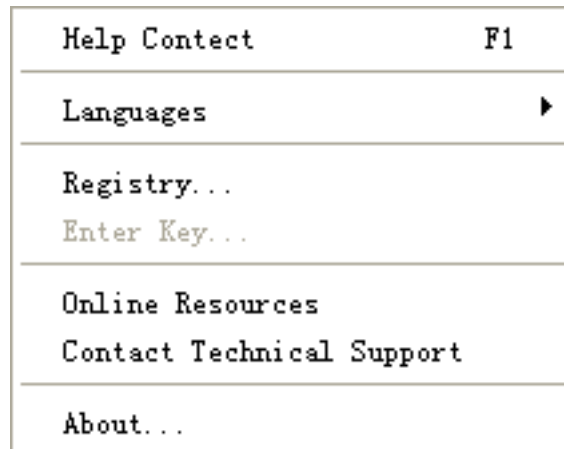 Help Contect F1
Languages
Registry...
Enter Key...
Online Resources
Contact Technical Support
About...